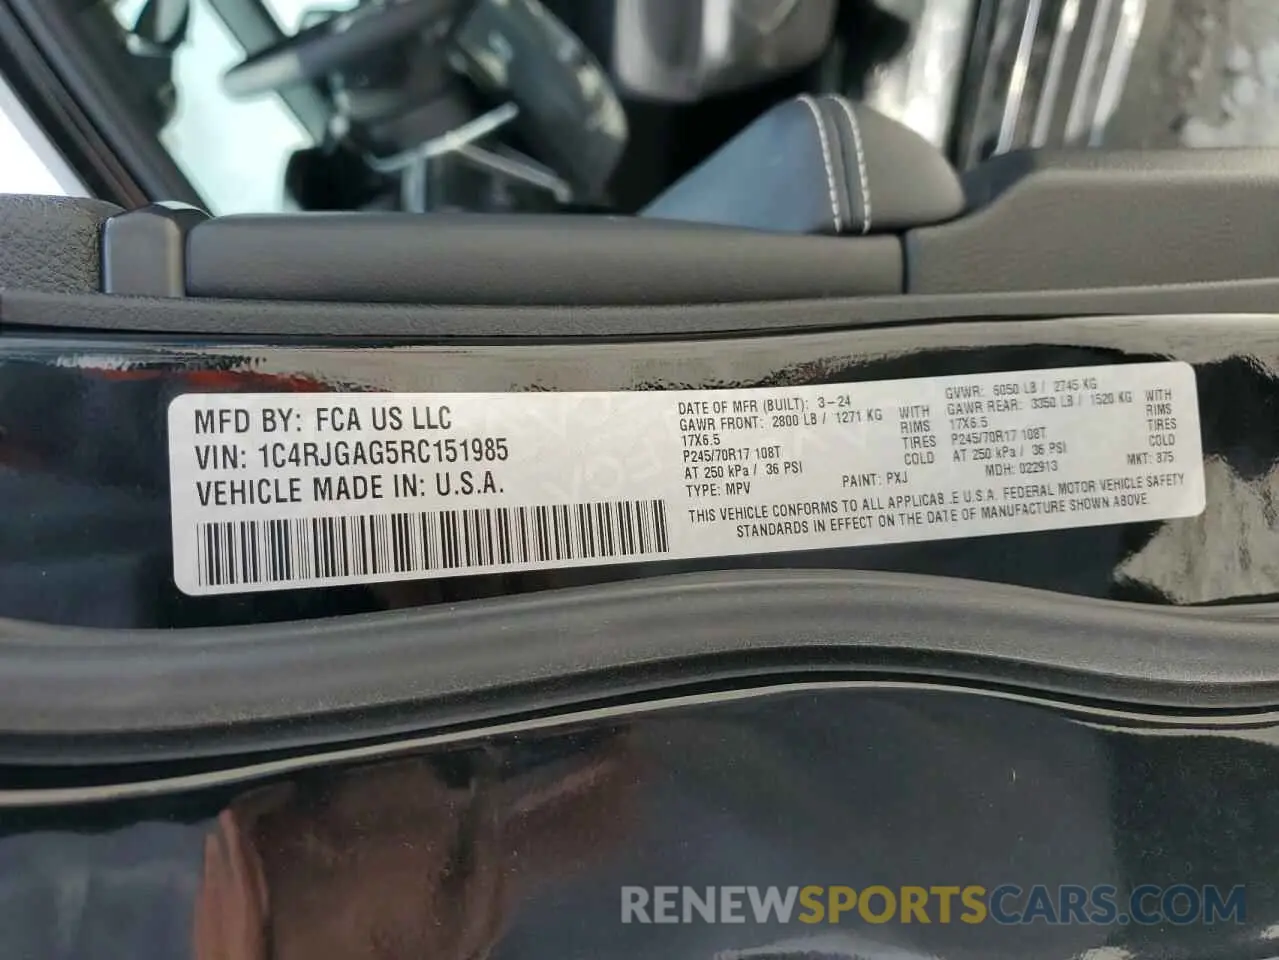 MFD BY: FCA US LLC
VIN: 1C4RJGAG5RC151985
VEHICLE MADE IN: U.S.A.
DATE OF MFR (BUILT): 3-24
GAWR FRONT: 2800 LB / 1271 KG WITH
17X6.5 RIMS
P245/70R17 108T TIRES
AT 250 kPa / 36 PSI COLD
TYPE: MPV PAINT: PXJ
GVWR: 6050 LB / 2745 KG
GAWR REAR: 3350 LB / 1520 KG WITH
17X6.5 RIMS
P245/70R17 108T TIRES
AT 250 kPa / 36 PSI COLD
MDH: 022913 MKT: 875
THIS VEHICLE CONFORMS TO ALL APPLICAB.E U.S.A. FEDERAL MOTOR VEHICLE SAFETY
STANDARDS IN EFFECT ON THE DATE OF MANUFACTURE SHOWN ABOVE
RENEWSPORTSCARS.COM